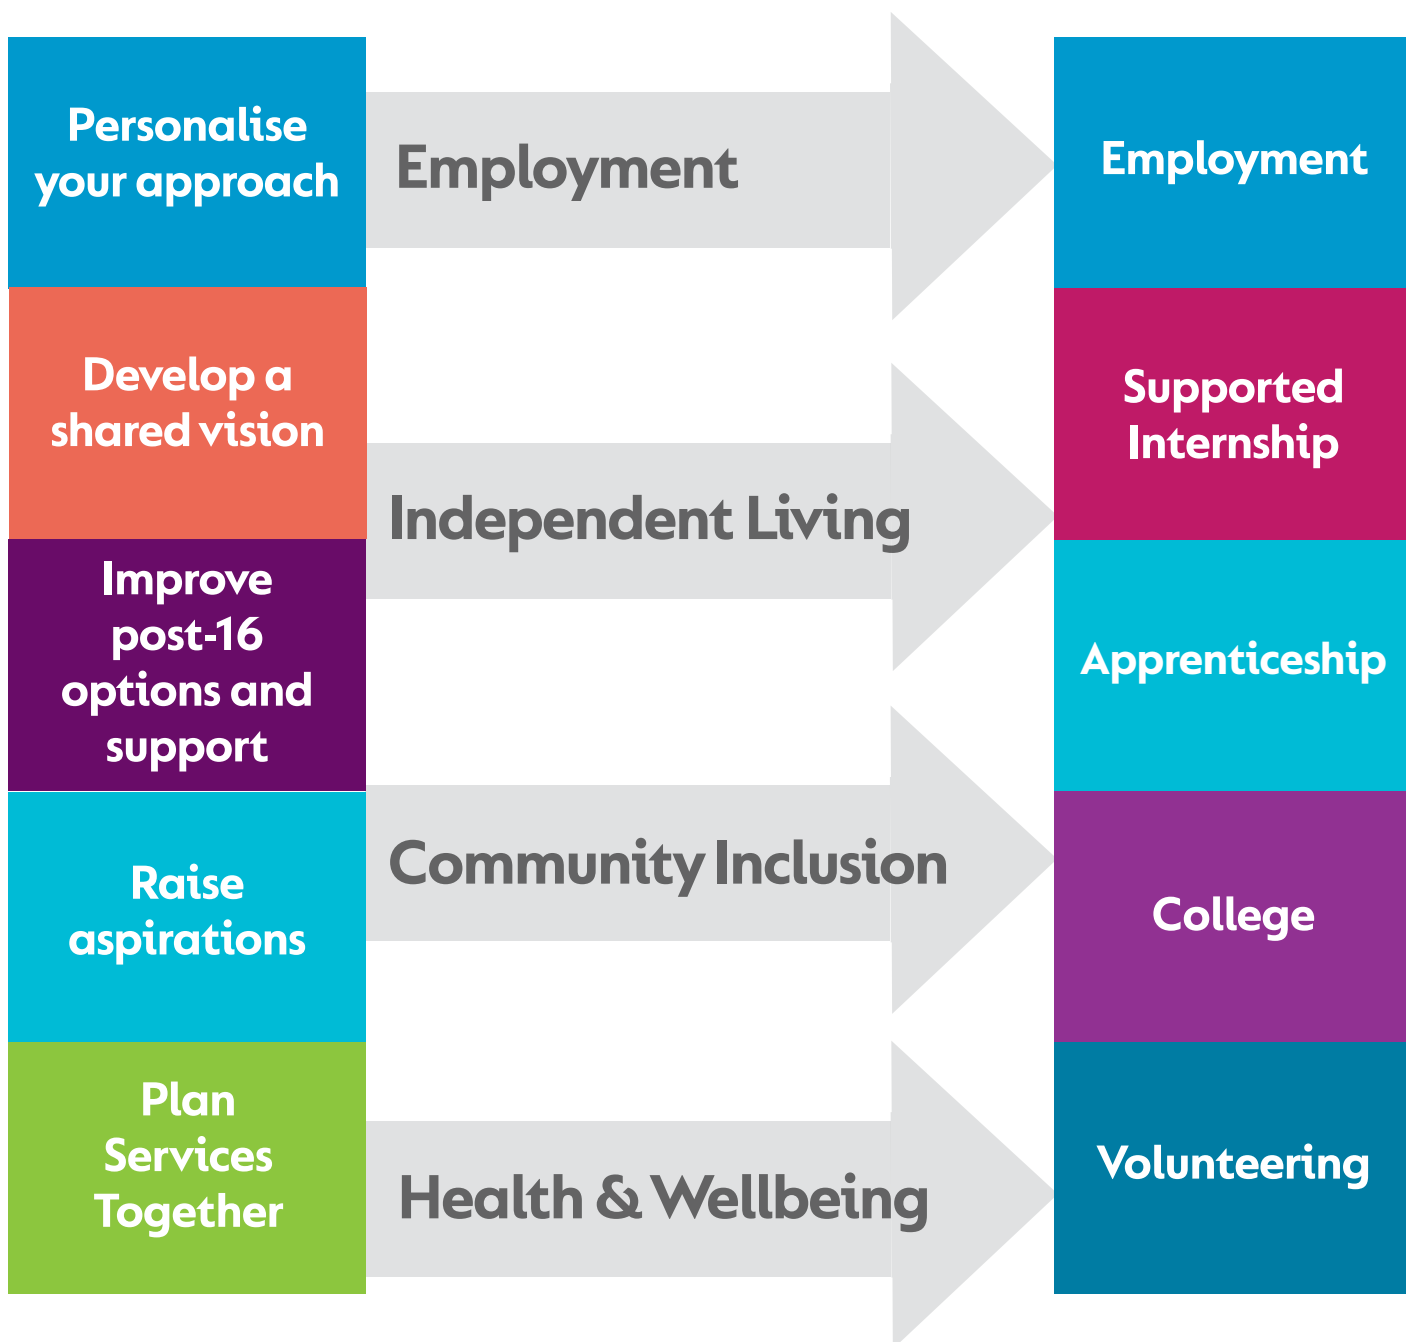 Personalise
your approach
Develop a
shared vision
Improve
post-16
options and
support
Raise
aspirations
Plan
Services
Together
Employment
Independent Living
Community Inclusion
Health & Wellbeing
Employment
Supported
Internship
Apprenticeship
College
Volunteering